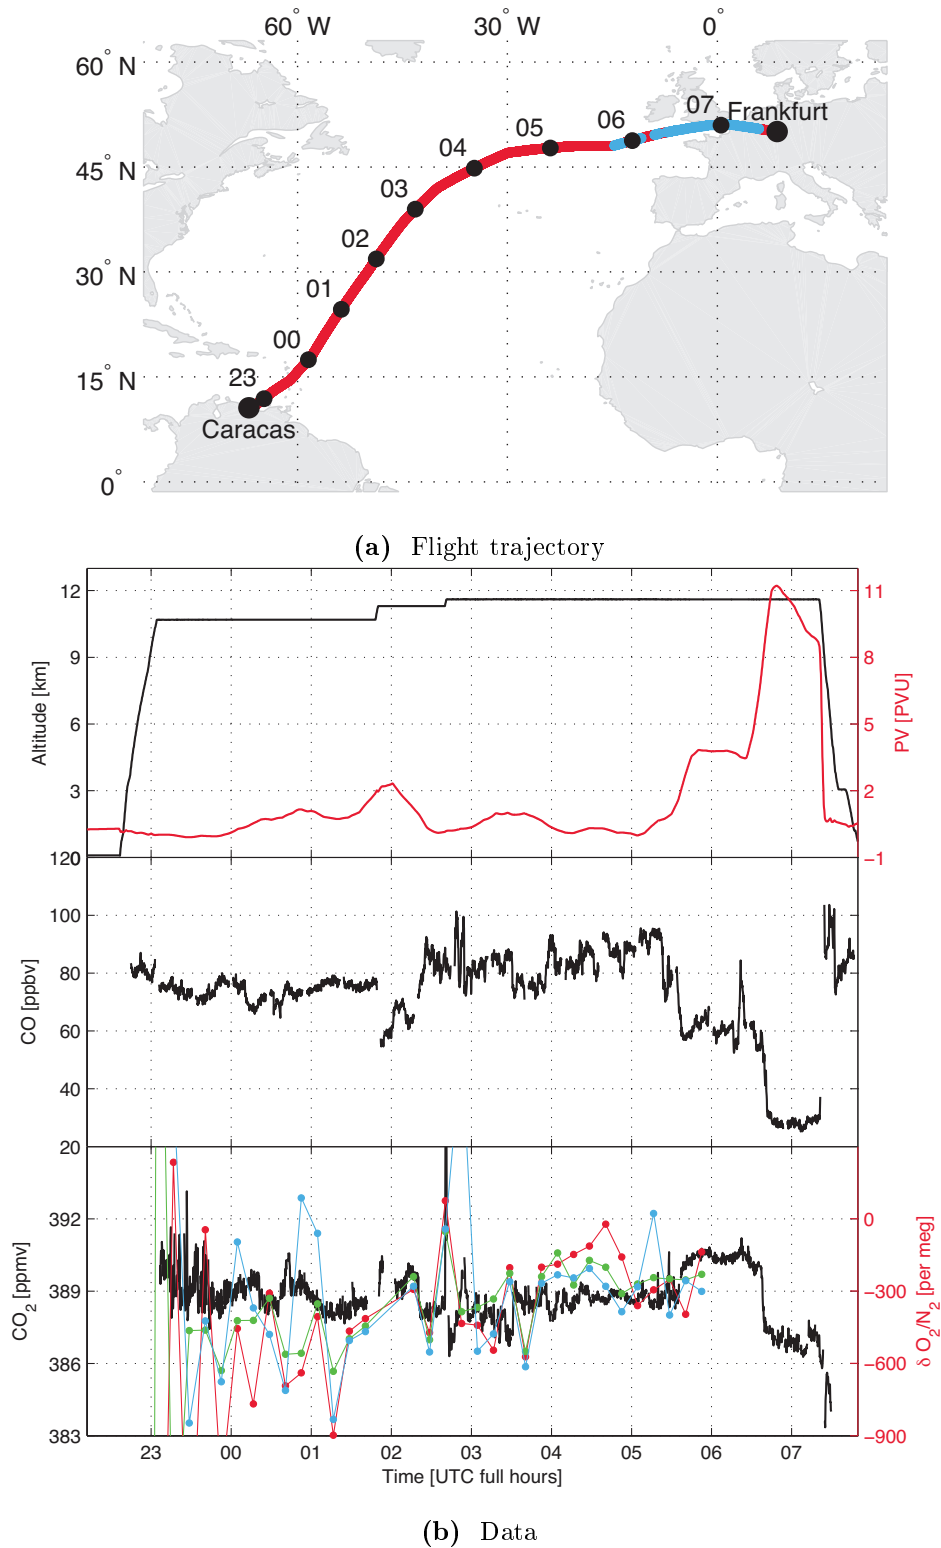 60° W 30° W 0°
60° N
07 Frankfurt
06
05
04
45° N
03
02
30° N
01
00
15° N
23
Caracas
0°
(a) Flight trajectory
12 11
9 8
6 5
3 2
0 −1
Altitude [km]
PV [PVU]
120
100
80
60
40
20
CO [ppbv]
392 0
389 −300
386 −600
383 −900
CO2 [ppmv]
δ O2/N2 [per meg]
23 00 01 02 03 04 05 06 07
Time [UTC full hours]
(b) Data